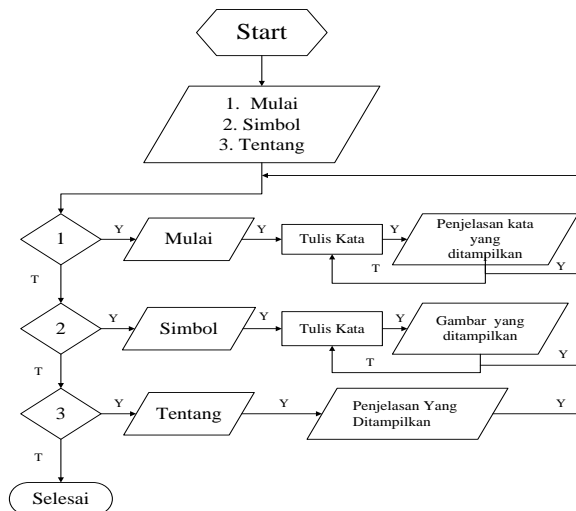 Start
1. Mulai
2. Simbol
3. Tentang
1
Y
Mulai
Y
Tulis Kata
Y
Penjelasan kata
yang
ditampilkan
T
Y
T
2
Y
Simbol
Y
Tulis Kata
Y
Gambar yang
ditampilkan
T
Y
T
3
Y
Tentang
Y
Penjelasan Yang
Ditampilkan
Y
T
Selesai